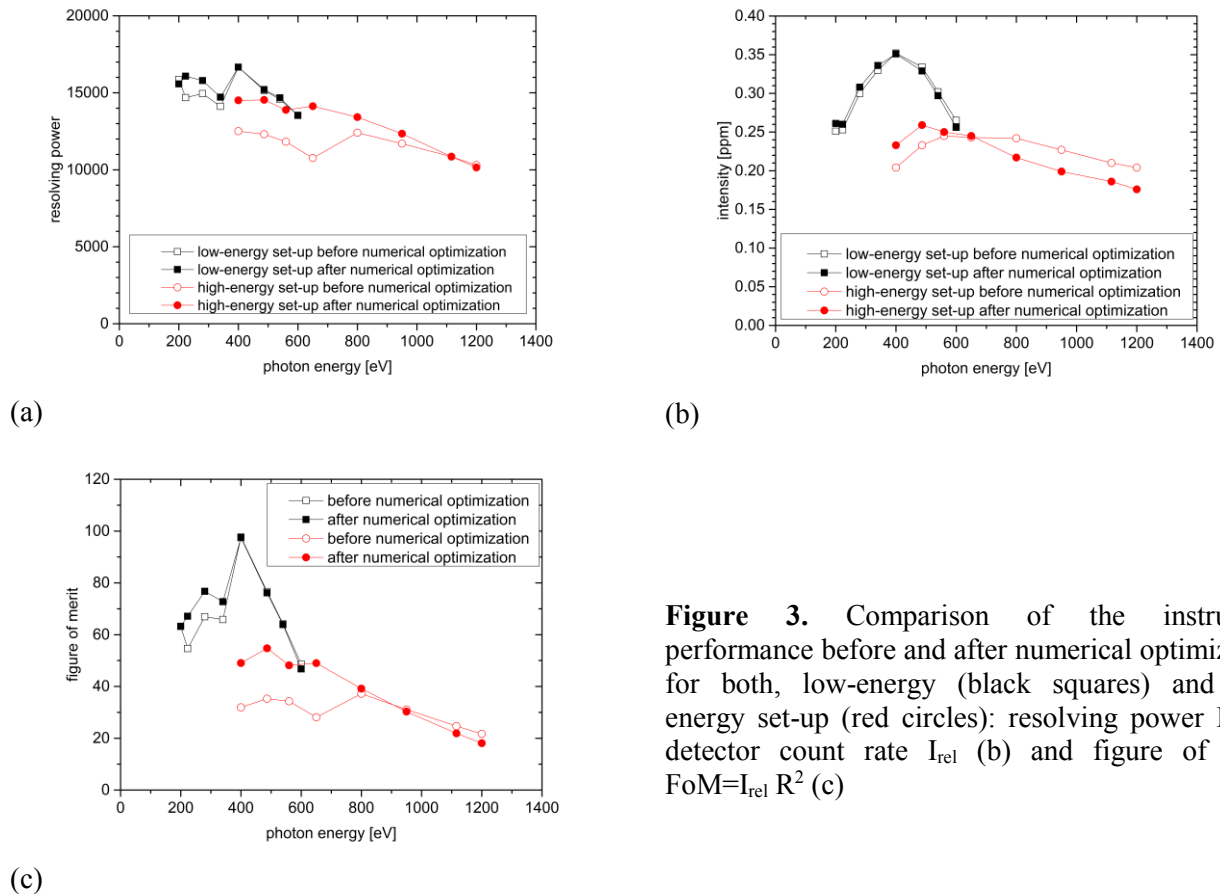 20000
15000
10000
5000
0
resolving power
low-energy set-up before numerical optimization
low-energy set-up after numerical optimization
high-energy set-up before numerical optimization
high-energy set-up after numerical optimization
0 200 400 600 800 1000 1200 1400
photon energy [eV]
(a)
0.40
0.35
0.30
0.25
0.20
0.15
0.10
0.05
0.00
intensity [ppm]
low-energy set-up before numerical optimization
low-energy set-up after numerical optimization
high-energy set-up before numerical optimization
high-energy set-up after numerical optimization
0 200 400 600 800 1000 1200 1400
photon energy [eV]
(b)
120
100
80
60
40
20
0
figure of merit
before numerical optimization
after numerical optimization
before numerical optimization
after numerical optimization
0 200 400 600 800 1000 1200 1400
photon energy [eV]
(c)
Figure 3. Comparison of the instru
performance before and after numerical optimiz
for both, low-energy (black squares) and
energy set-up (red circles): resolving power
detector count rate I_rel (b) and figure of
FoM=I_rel R² (c)